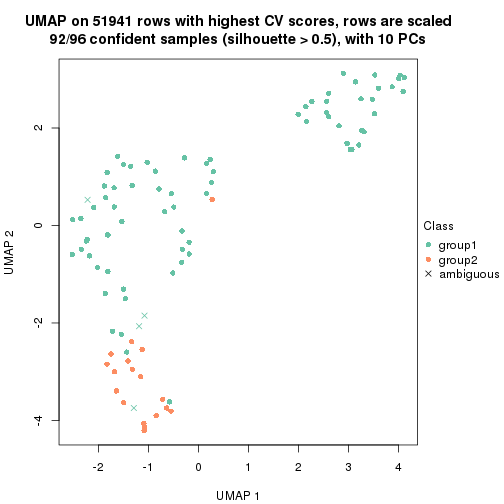 UMAP on 51941 rows with highest CV scores, rows are scaled
92/96 confident samples (silhouette > 0.5), with 10 PCs
UMAP 2
2
0
-2
-4
-2
-1
0
1
2
3
4
UMAP 1
Class
group1
group2
ambiguous